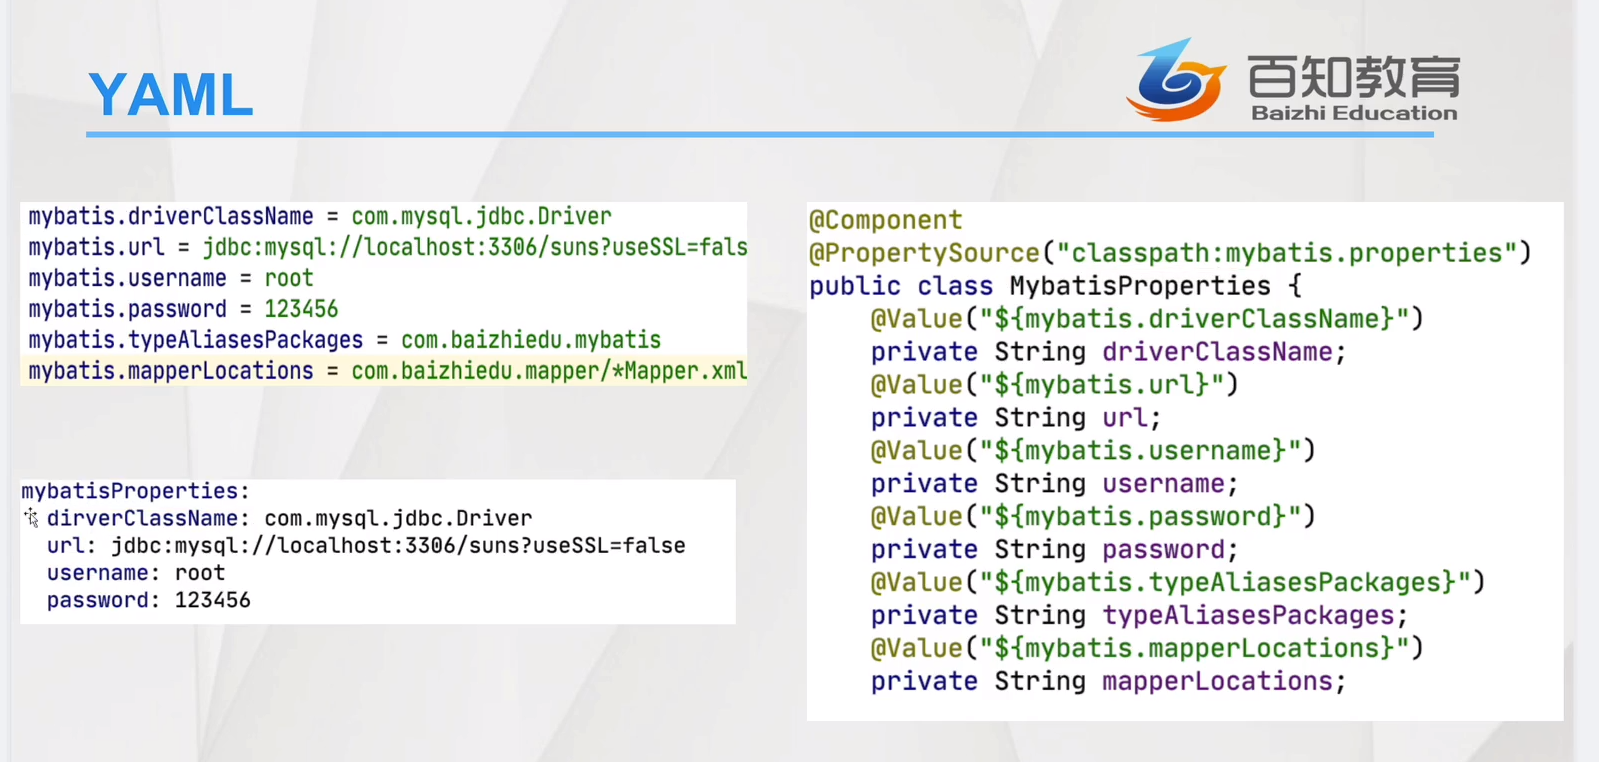 YAML
百知教育
Baizhi Education
mybatis.driverClassName = com.mysql.jdbc.Driver
mybatis.url = jdbc:mysql://localhost:3306/suns?useSSL=fals
mybatis.username = root
mybatis.password = 123456
mybatis.typeAliasesPackages = com.baizhiedu.mybatis
mybatis.mapperLocations = com.baizhiedu.mapper/*Mapper.xml
mybatisProperties:
dirverClassName: com.mysql.jdbc.Driver
url: jdbc:mysql://localhost:3306/suns?useSSL=false
username: root
password: 123456
@Component
@PropertySource("classpath:mybatis.properties")
public class MybatisProperties {
@Value("${mybatis.driverClassName}")
private String driverClassName;
@Value("${mybatis.url}")
private String url;
@Value("${mybatis.username}")
private String username;
@Value("${mybatis.password}")
private String password;
@Value("${mybatis.typeAliasesPackages}")
private String typeAliasesPackages;
@Value("${mybatis.mapperLocations}")
private String mapperLocations;